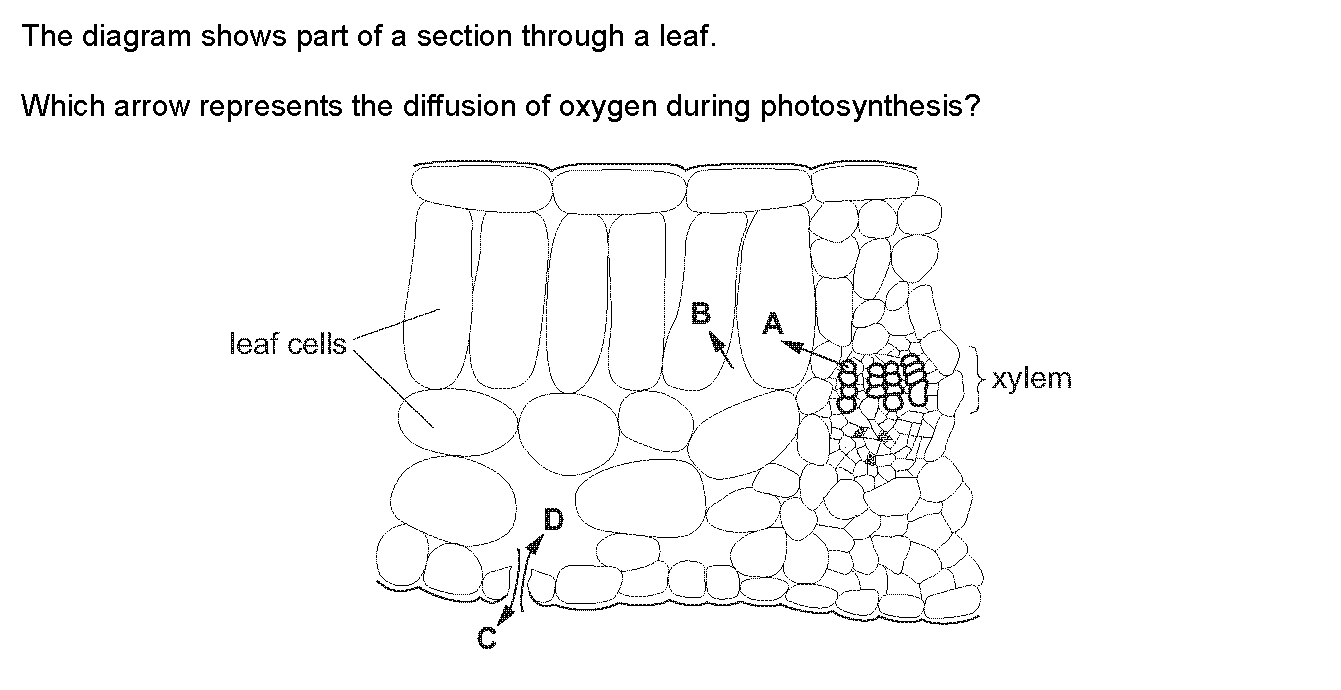 The diagram shows part of a section through a leaf.
Which arrow represents the diffusion of oxygen during photosynthesis?
B
A
leaf cells
xylem
D
C